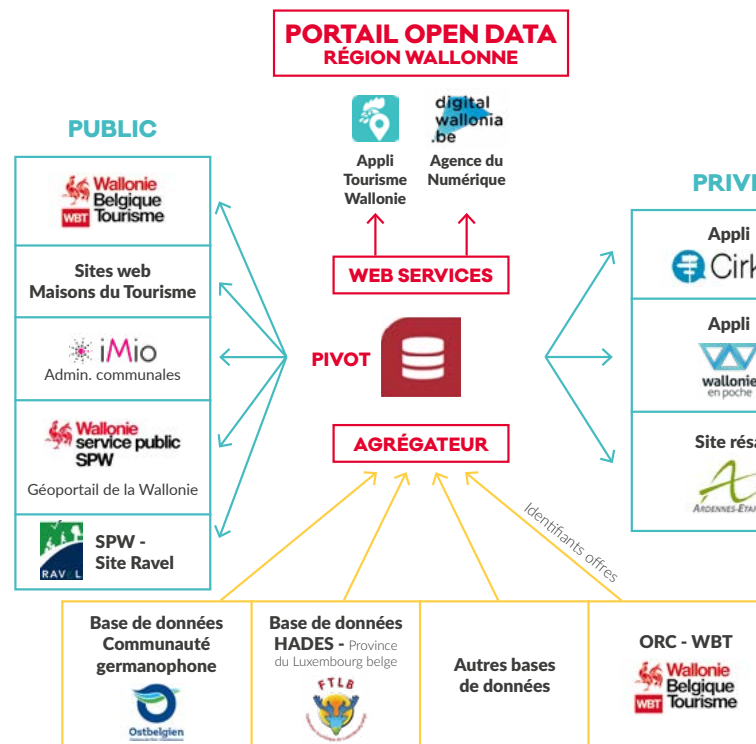 PORTAIL OPEN DATA
RÉGION WALLONNE
digital
wallonia
.be
Appli
Tourisme
Wallonie
Agence du
Numérique
PUBLIC
Wallonie
Belgique
WBT Tourisme
Sites web
Maisons du Tourisme
iMio
Admin. communales
Wallonie
service public
SPW
Géoportail de la Wallonie
RAVeL
SPW -
Site Ravel
WEB SERVICES
PIVOT
AGRÉGATEUR
PRIVÉ
Appli
Cirk
Appli
wallonie
en poche
Site résa
ARDENNES-ETAP
Identifiants offres
Base de données
Communauté
germanophone
Ostbelgien
Base de données
HADES - Province
du Luxembourg belge
FTLB
Autres bases
de données
ORC - WBT
Wallonie
Belgique
WBT Tourisme